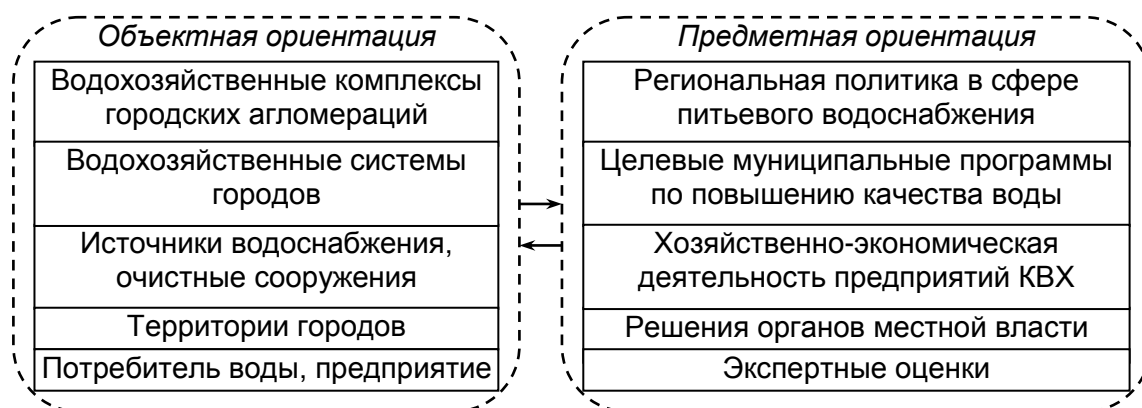 Объектная ориентация
Водохозяйственные комплексы
городских агломераций
Водохозяйственные системы
городов
Источники водоснабжения,
очистные сооружения
Территории городов
Потребитель воды, предприятие
Предметная ориентация
Региональная политика в сфере
питьевого водоснабжения
Целевые муниципальные программы
по повышению качества воды
Хозяйственно-экономическая
деятельность предприятий КВХ
Решения органов местной власти
Экспертные оценки